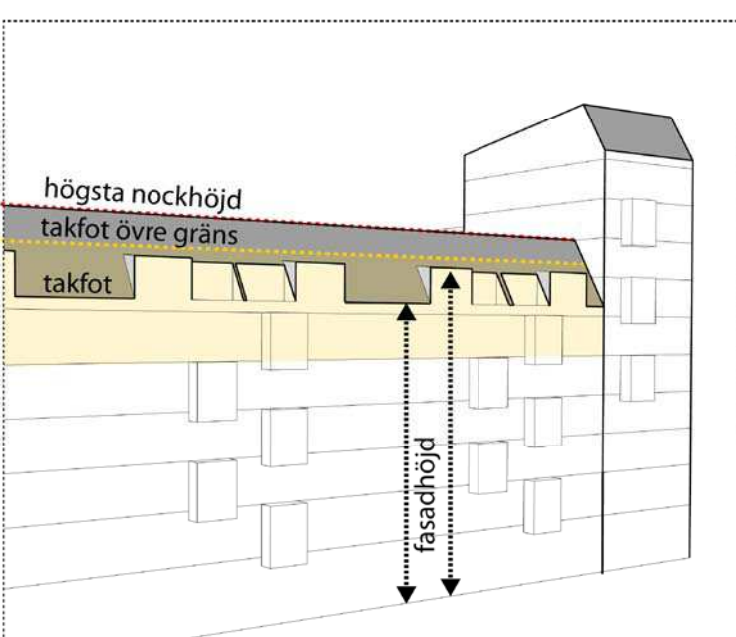 högsta nockhöjd
takfot övre gräns
takfot
fasadhöjd